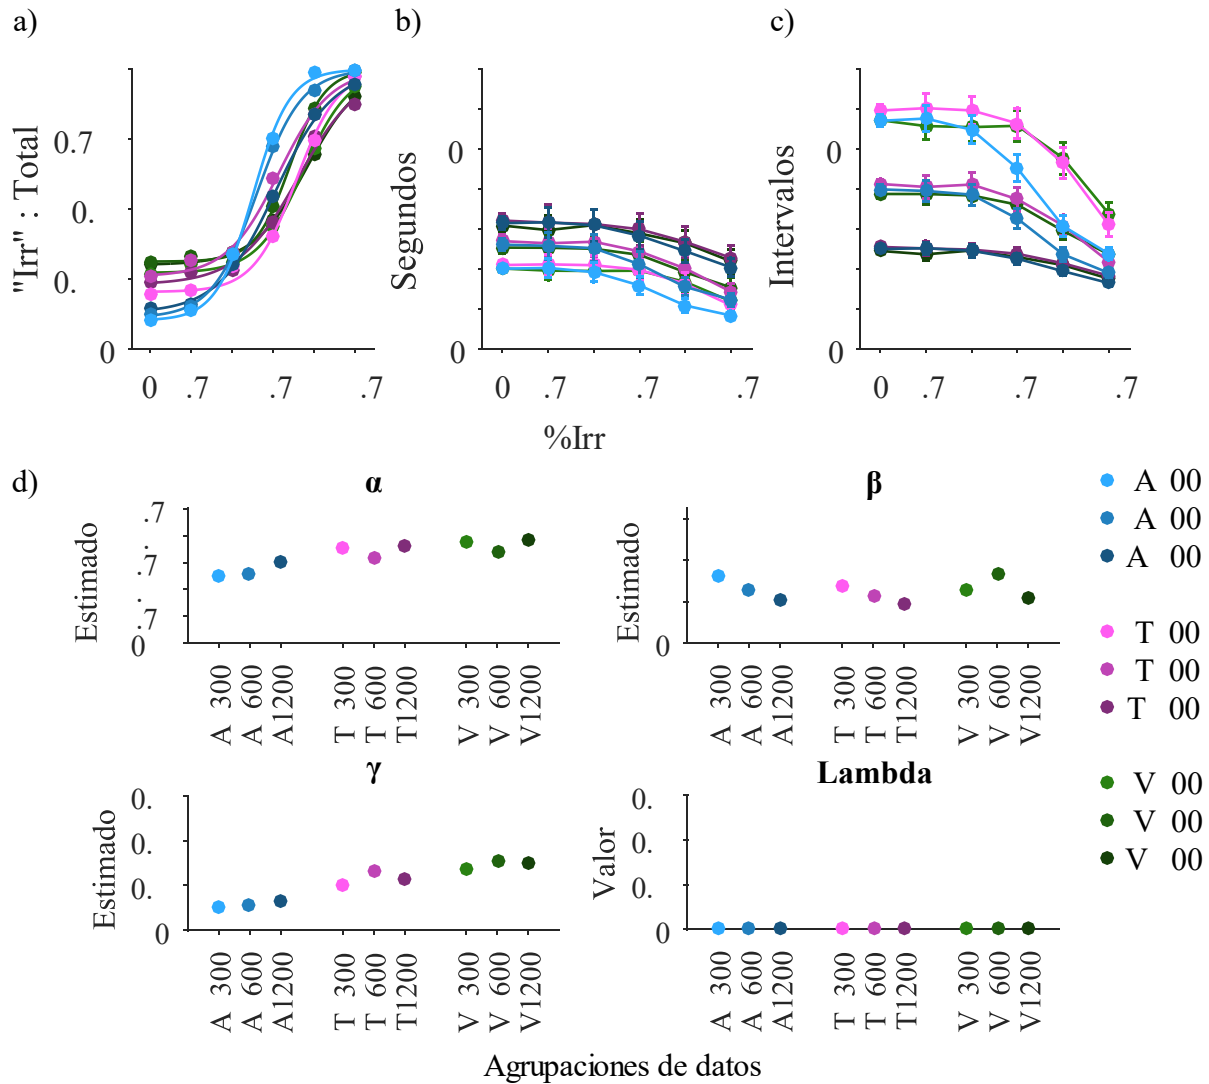 a)
b)
c)
"Irr" : Total
0.7
0.
0.
0
0 .7 .7 .7
Segundos
0
0
0 .7 .7 .7
Intervalos
0
0
0 .7 .7 .7
%Irr
d)
α
Estimado
.7
.
.7
.
.7
0
A 300
A 600
A1200
T 300
T 600
T1200
V 300
V 600
V1200
β
Estimado
0
A 300
A 600
A1200
T 300
T 600
T1200
V 300
V 600
V1200
A 00
A 00
A 00
T 00
T 00
T 00
V 00
V 00
V 00
γ
Estimado
0.
0.
0.
0
A 300
A 600
A1200
T 300
T 600
T1200
V 300
V 600
V1200
Lambda
Valor
0.
0.
0.
0
A 300
A 600
A1200
T 300
T 600
T1200
V 300
V 600
V1200
Agrupaciones de datos